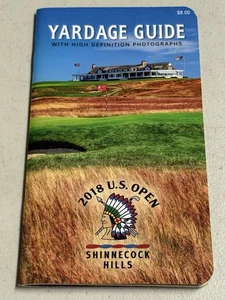 $8.00
YARDAGE GUIDE
WITH HIGH DEFINITION PHOTOGRAPHS
2018 U.S. OPEN
SHINNECOCK
HILLS